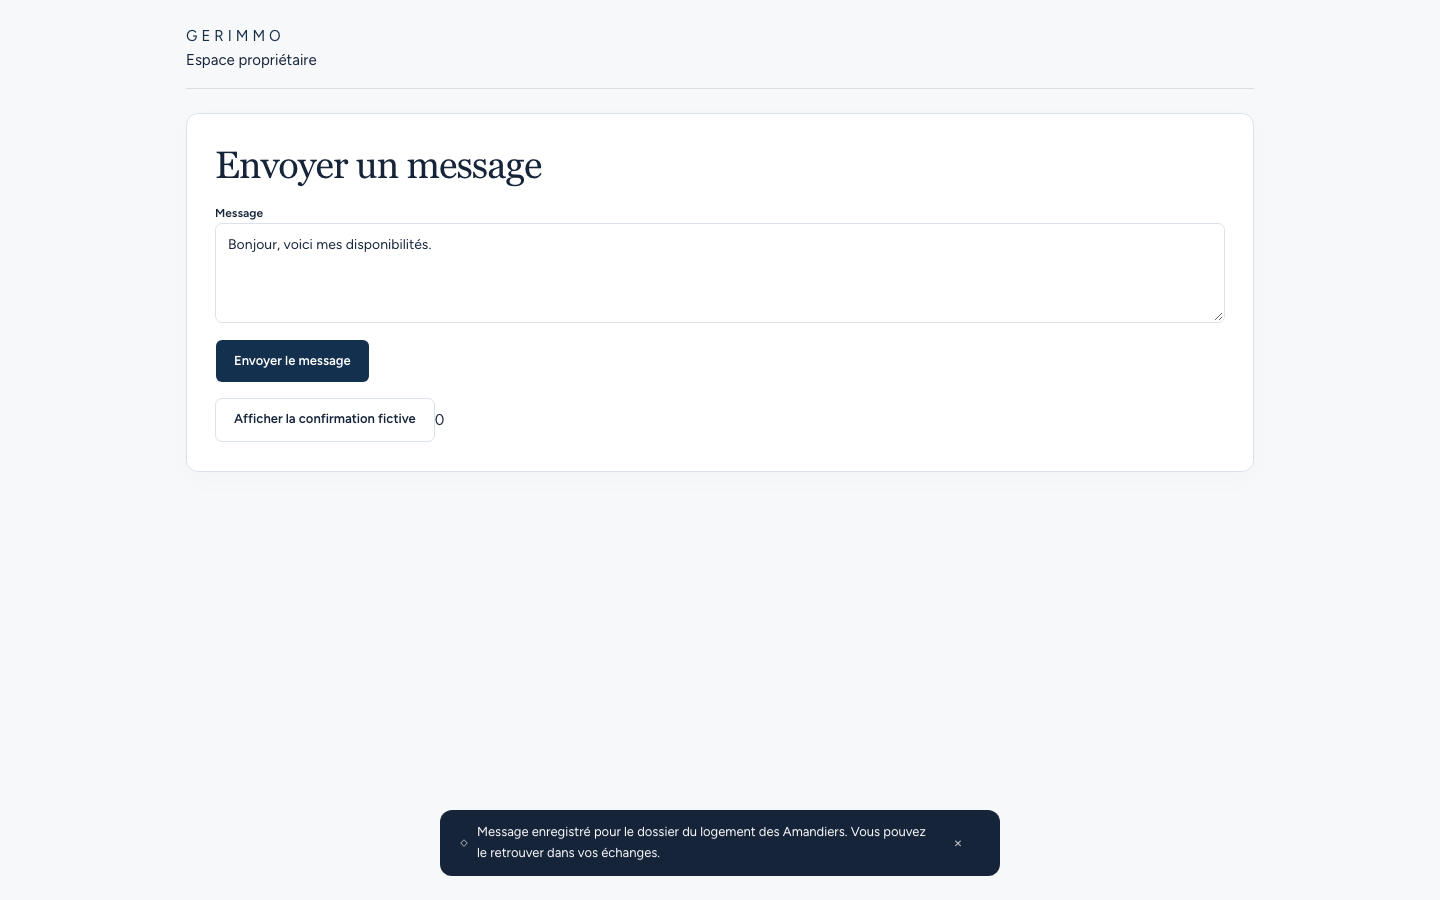 GERIMMO
Espace propriétaire
Envoyer un message
Message
Bonjour, voici mes disponibilités.
Envoyer le message
Afficher la confirmation fictive 0
Message enregistré pour le dossier du logement des Amandiers. Vous pouvez
le retrouver dans vos échanges.
×